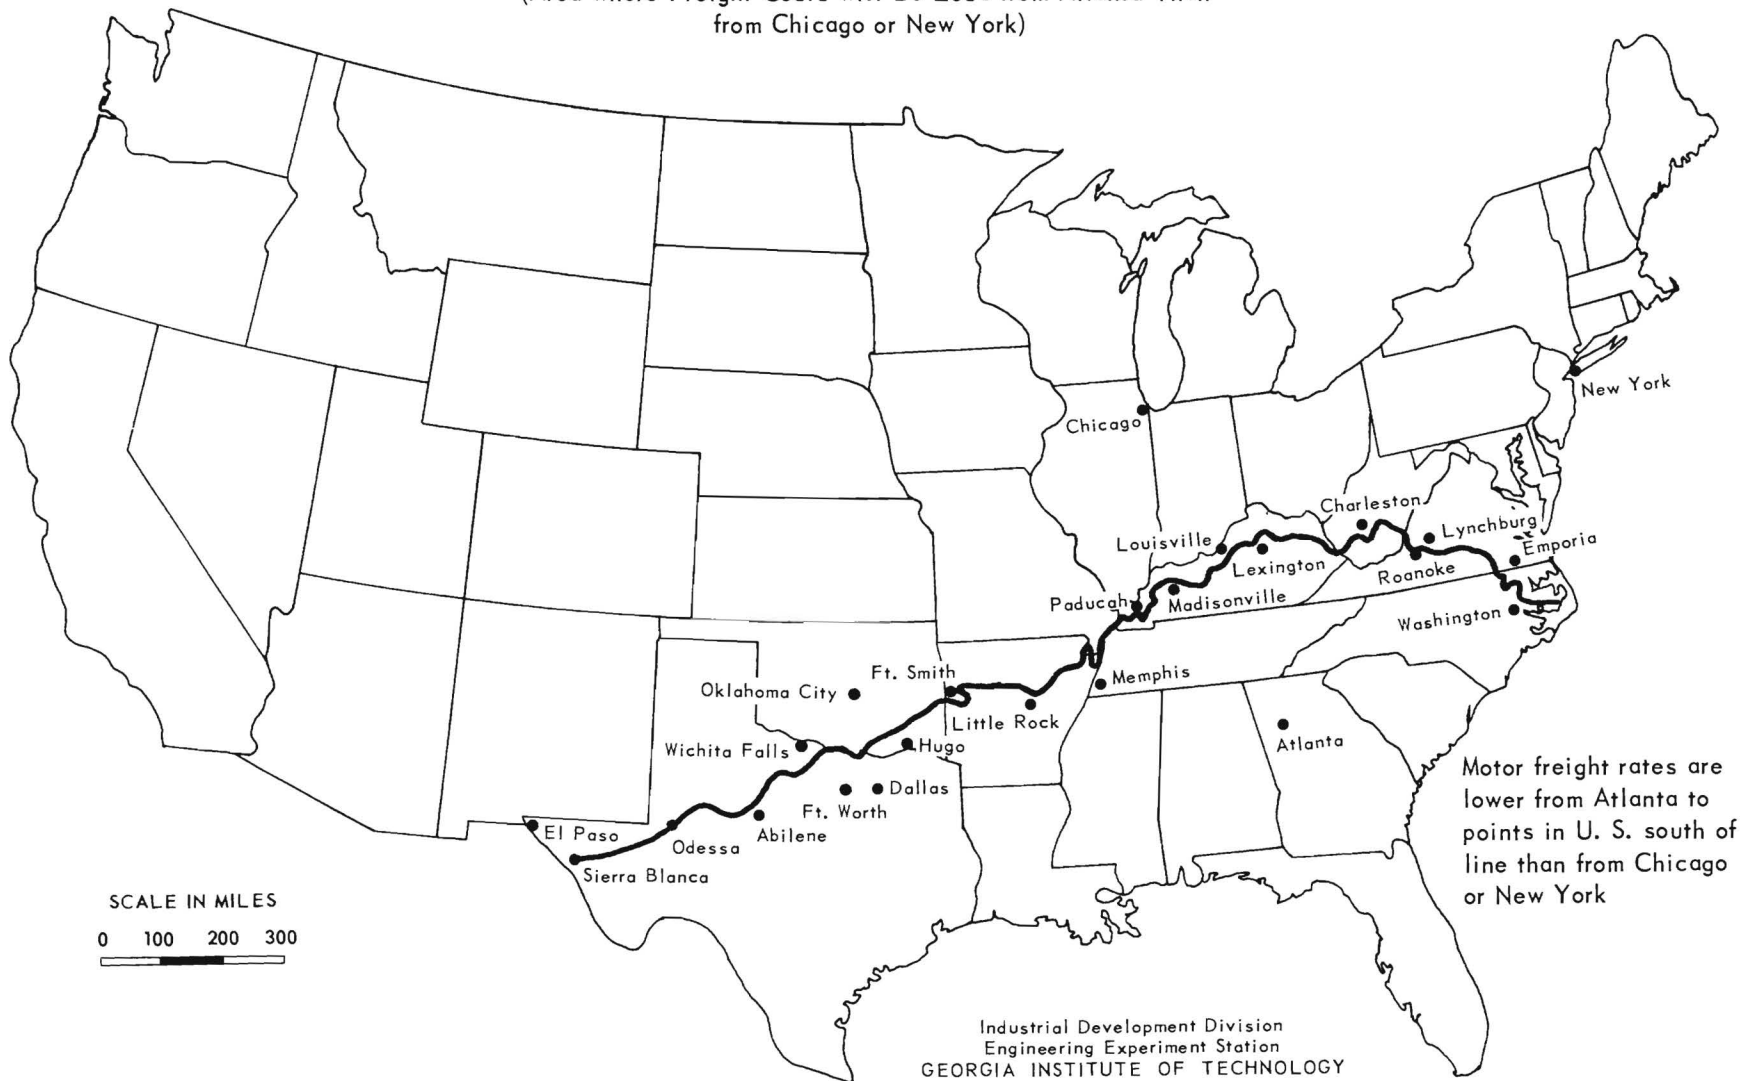 from Chicago or New York)
New York
Chicago
Charleston
Lynchburg
Louisville
Emporia
Lexington
Roanoke
Paducah
Madisonville
Washington
Ft. Smith
Memphis
Oklahoma City
Little Rock
Atlanta
Wichita Falls
Hugo
Dallas
Ft. Worth
El Paso
Abilene
Odessa
Sierra Blanca
Motor freight rates are
lower from Atlanta to
points in U. S. south of
line than from Chicago
or New York
SCALE IN MILES
0 100 200 300
Industrial Development Division
Engineering Experiment Station
GEORGIA INSTITUTE OF TECHNOLOGY